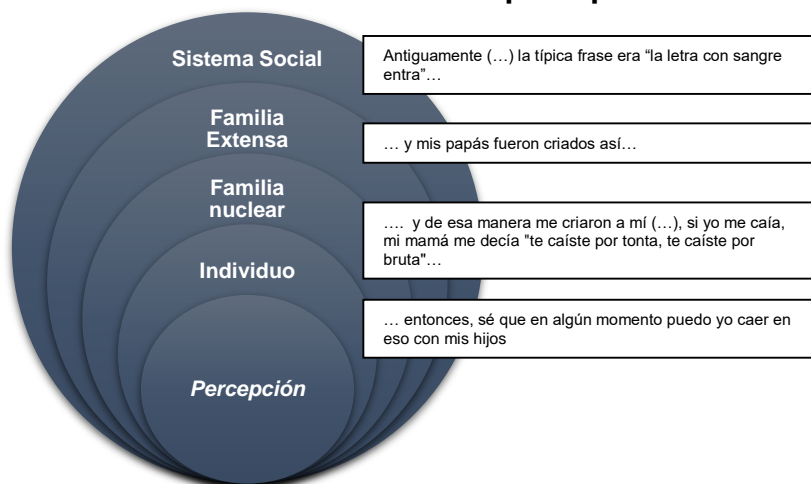 Sistema Social
Antiguamente (…) la típica frase era “la letra con sangre
entra”…
Familia
Extensa
… y mis papás fueron criados así…
Familia
nuclear
…. y de esa manera me criaron a mí (…), si yo me caía,
mi mamá me decía "te caíste por tonta, te caíste por
bruta"…
Individuo
… entonces, sé que en algún momento puedo yo caer en
eso con mis hijos
Percepción